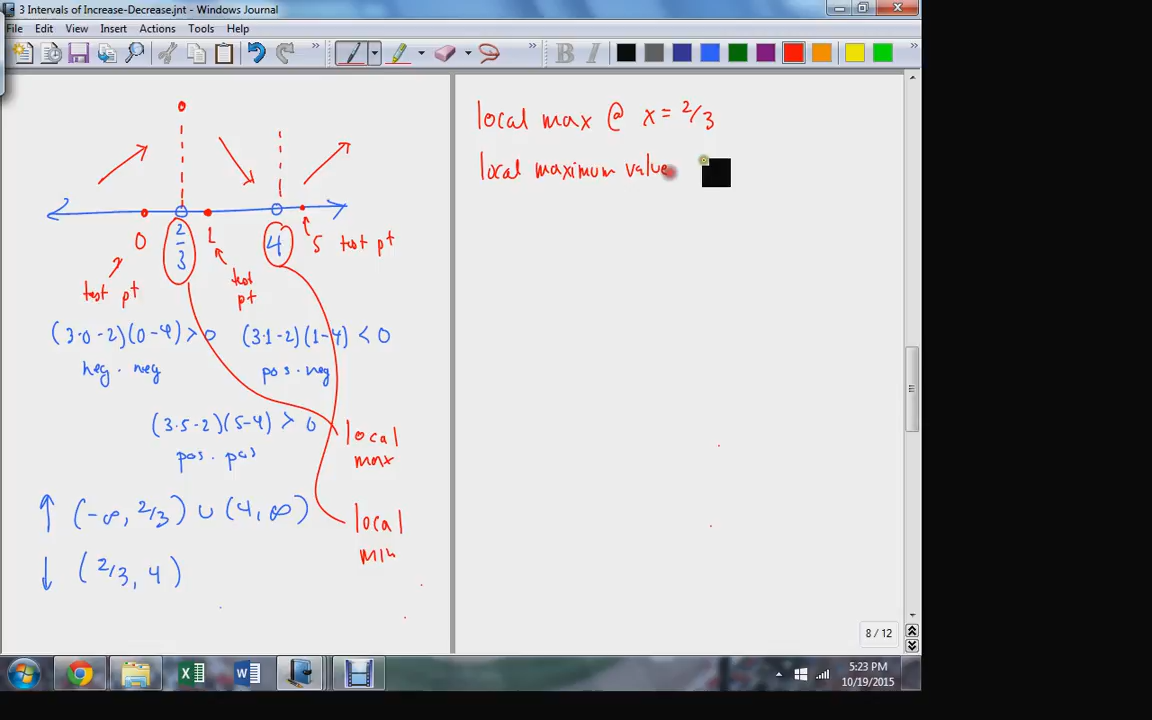 3 Intervals of Increase-Decrease.jnt - Windows Journal
File Edit View Insert Actions Tools Help
B I
0
2/3
1
4
5 test pt
test pt
test pt
(3·0-2)(0-4) > 0
(3·1-2)(1-4) < 0
neg · neg
pos · neg
(3·5-2)(5-4) > 0
pos · pos
local max
local min
↑ (-∞, 2/3) ∪ (4, ∞)
↓ (2/3, 4)
local max @ x = 2/3
local maximum value
8 / 12
5:23 PM
10/19/2015